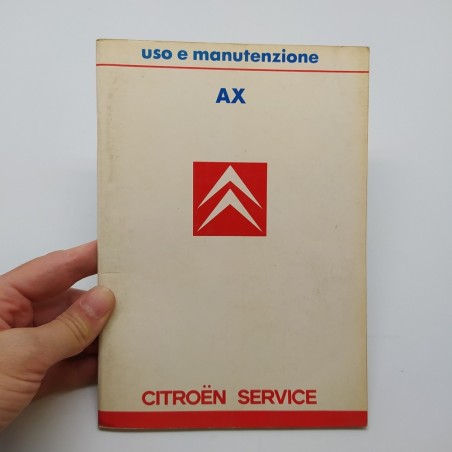 uso e manutenzione
AX
CITROËN SERVICE